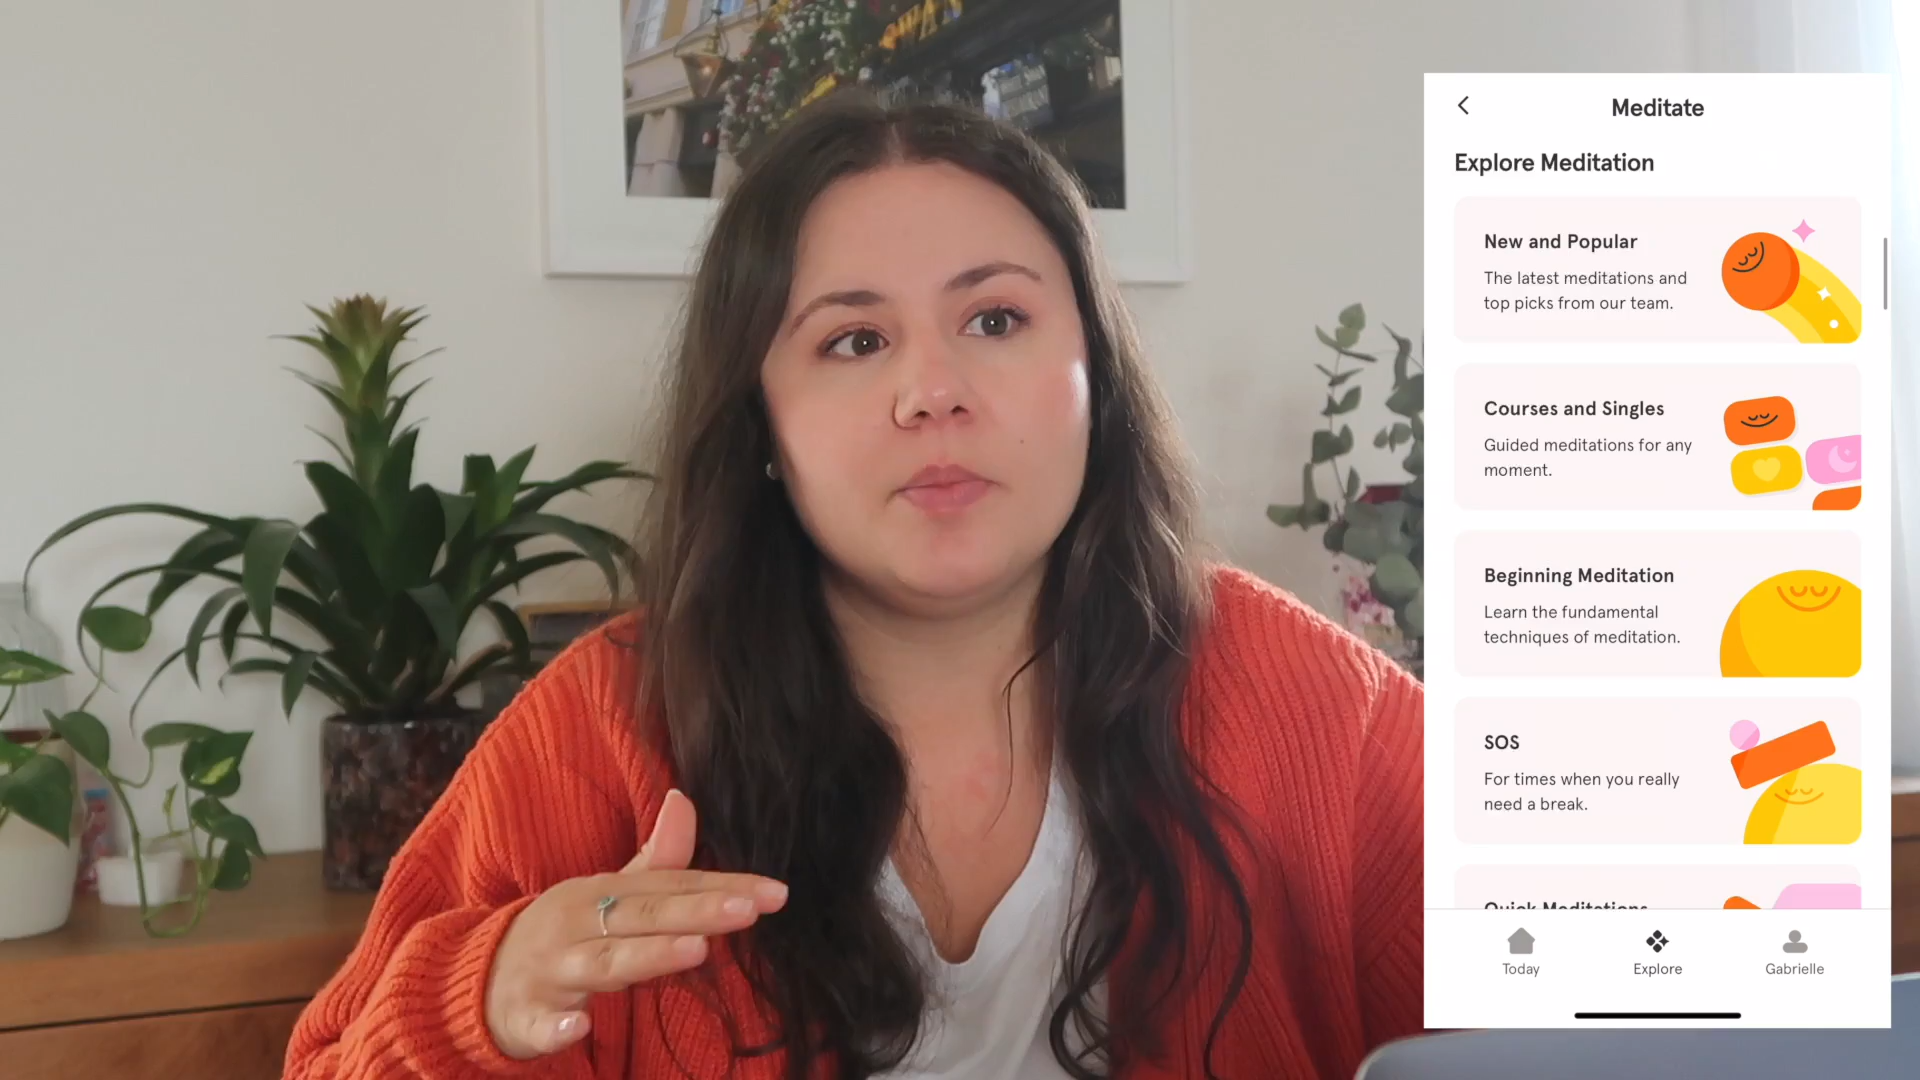 Meditate
Explore Meditation
New and Popular
The latest meditations and
top picks from our team.
Courses and Singles
Guided meditations for any
moment.
Beginning Meditation
Learn the fundamental
techniques of meditation.
SOS
For times when you really
need a break.
Quick Meditations
Today
Explore
Gabrielle